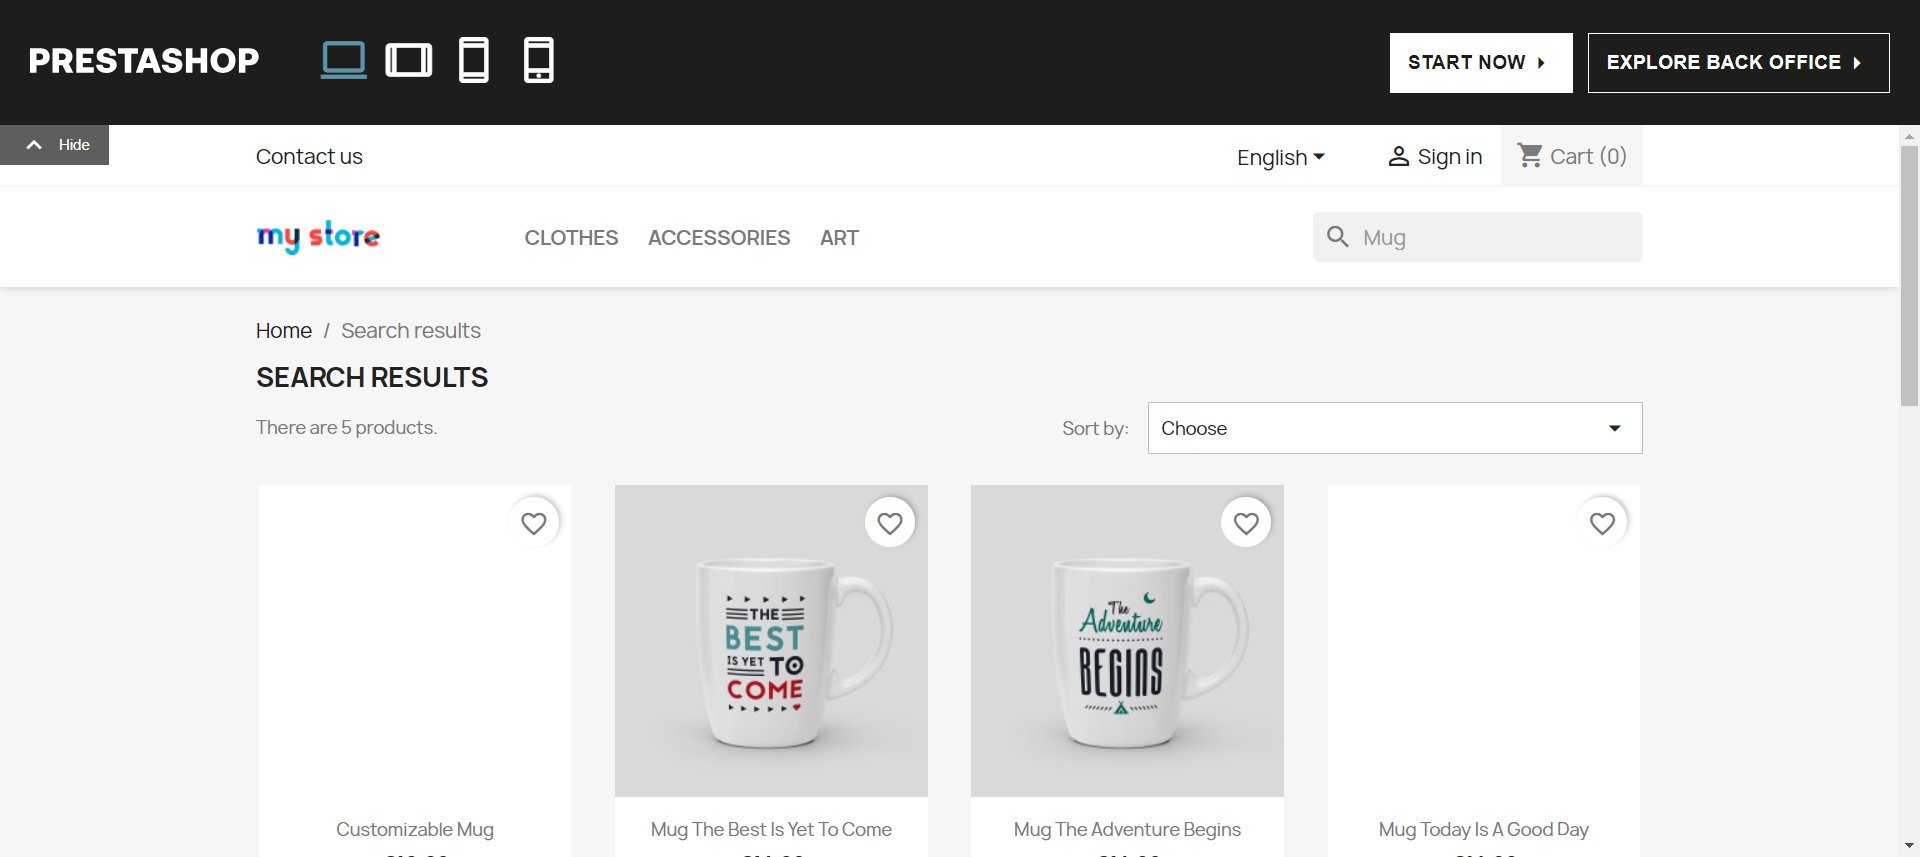 PRESTASHOP
START NOW
EXPLORE BACK OFFICE
Hide
Contact us
English
Sign in
Cart (0)
my store
CLOTHES
ACCESSORIES
ART
Mug
Home / Search results
SEARCH RESULTS
There are 5 products.
Sort by:
Choose
THE
BEST
IS YET TO
COME
The
Adventure
BEGINS
Customizable Mug
Mug The Best Is Yet To Come
Mug The Adventure Begins
Mug Today Is A Good Day